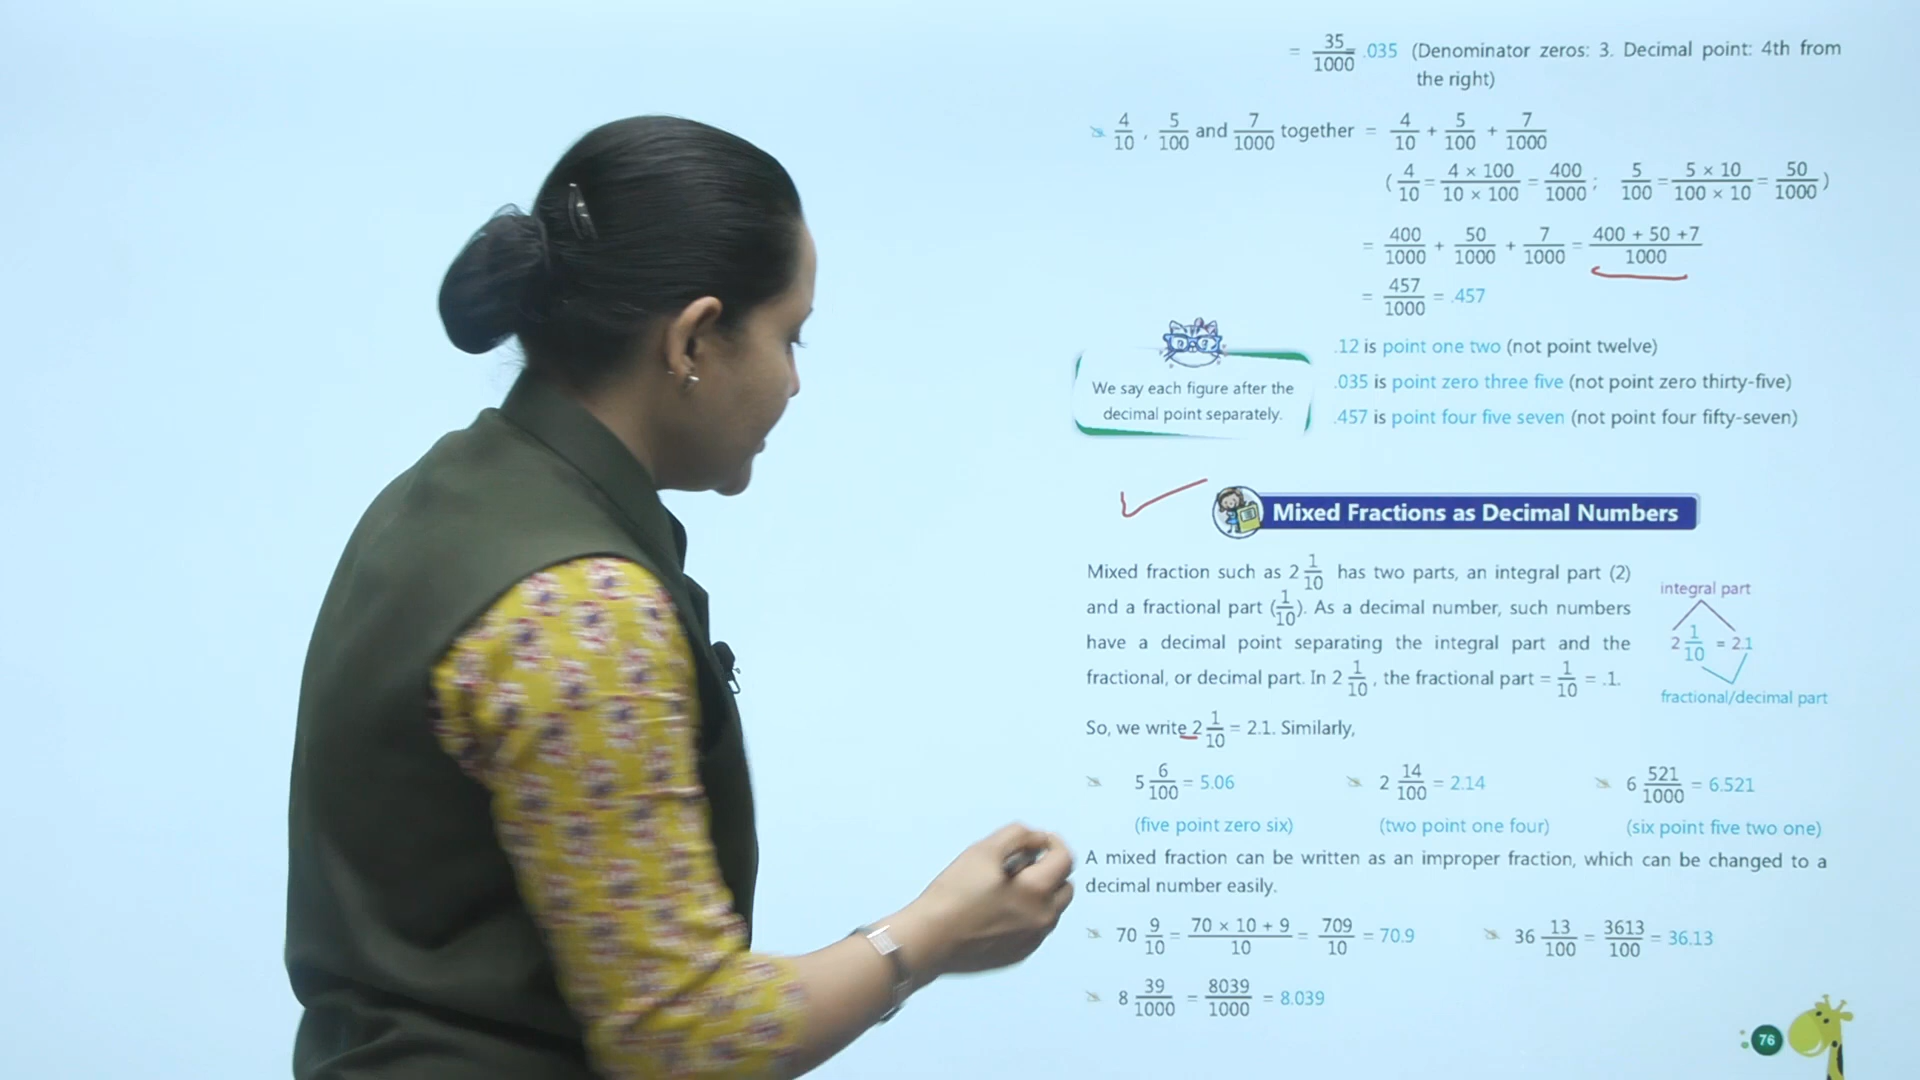 = 35/1000 = .035 (Denominator zeros: 3. Decimal point: 4th from
the right)
4/10 , 5/100 and 7/1000 together = 4/10 + 5/100 + 7/1000
( 4/10 = 4 × 100/10 × 100 = 400/1000 ; 5/100 = 5 × 10/100 × 10 = 50/1000 )
= 400/1000 + 50/1000 + 7/1000 = 400 + 50 +7/1000
= 457/1000 = .457
We say each figure after the
decimal point separately.
.12 is point one two (not point twelve)
.035 is point zero three five (not point zero thirty-five)
.457 is point four five seven (not point four fifty-seven)
Mixed Fractions as Decimal Numbers
Mixed fraction such as 2 1/10 has two parts, an integral part (2)
and a fractional part (1/10). As a decimal number, such numbers
have a decimal point separating the integral part and the
fractional, or decimal part. In 2 1/10 , the fractional part = 1/10 = .1.
integral part
2 1/10 = 2.1
fractional/decimal part
So, we write 2 1/10 = 2.1. Similarly,
5 6/100 = 5.06 2 14/100 = 2.14 6 521/1000 = 6.521
(five point zero six) (two point one four) (six point five two one)
A mixed fraction can be written as an improper fraction, which can be changed to a
decimal number easily.
70 9/10 = 70 × 10 + 9/10 = 709/10 = 70.9 36 13/100 = 3613/100 = 36.13
8 39/1000 = 8039/1000 = 8.039
76